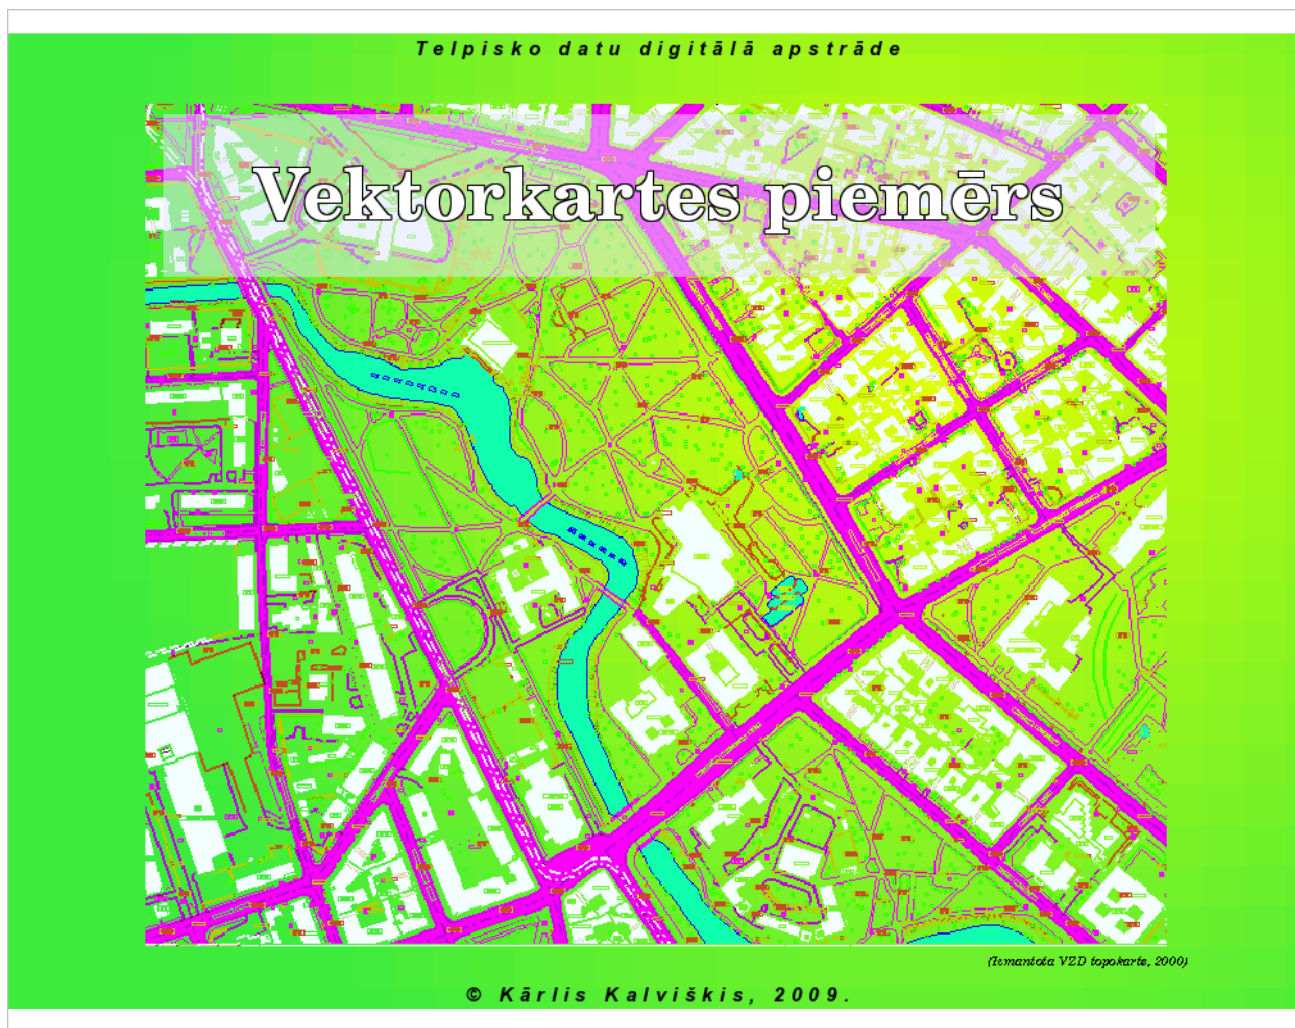 Telpisko datu digitālā apstrāde
Vektorkartes piemērs
(Izmantota VZD topokarte, 2000)
© Kārlis Kalviškis, 2009.